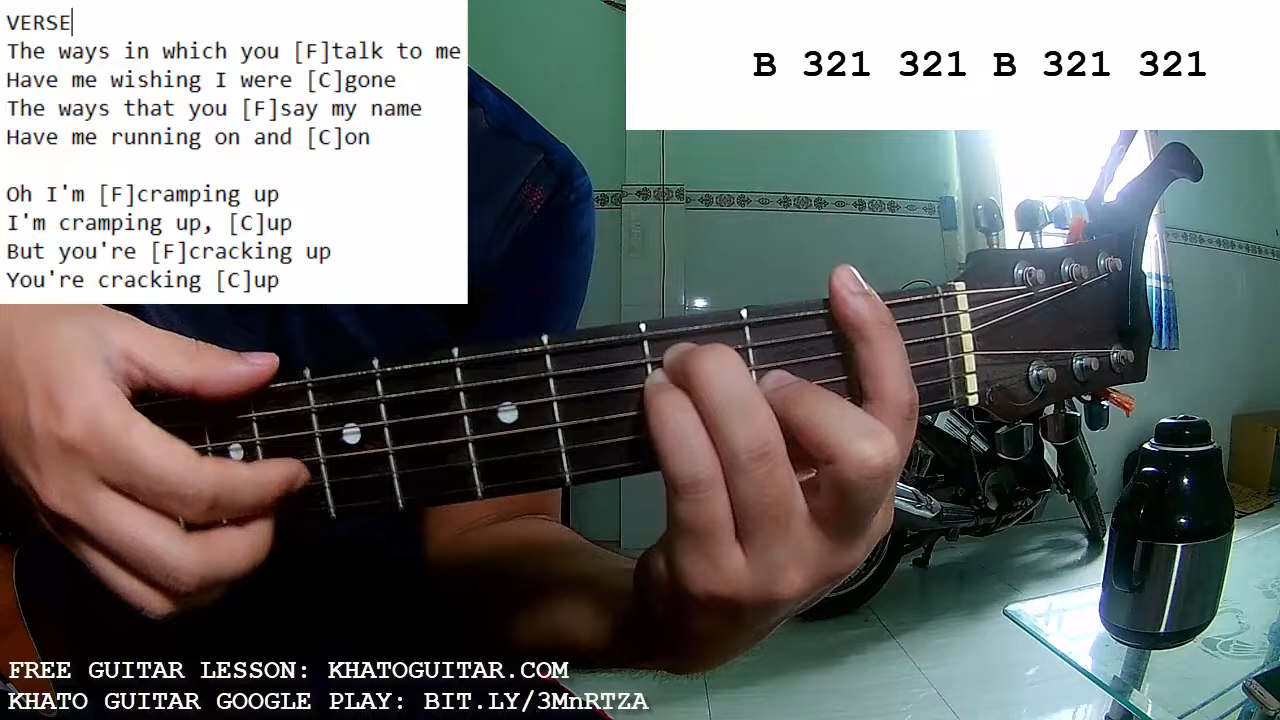 VERSE
The ways in which you [F]talk to me
Have me wishing I were [C]gone
The ways that you [F]say my name
Have me running on and [C]on
Oh I'm [F]cramping up
I'm cramping up, [C]up
But you're [F]cracking up
You're cracking [C]up
B 321 321 B 321 321
FREE GUITAR LESSON: KHATOGUITAR.COM
KHATO GUITAR GOOGLE PLAY: BIT.LY/3MnRTZA